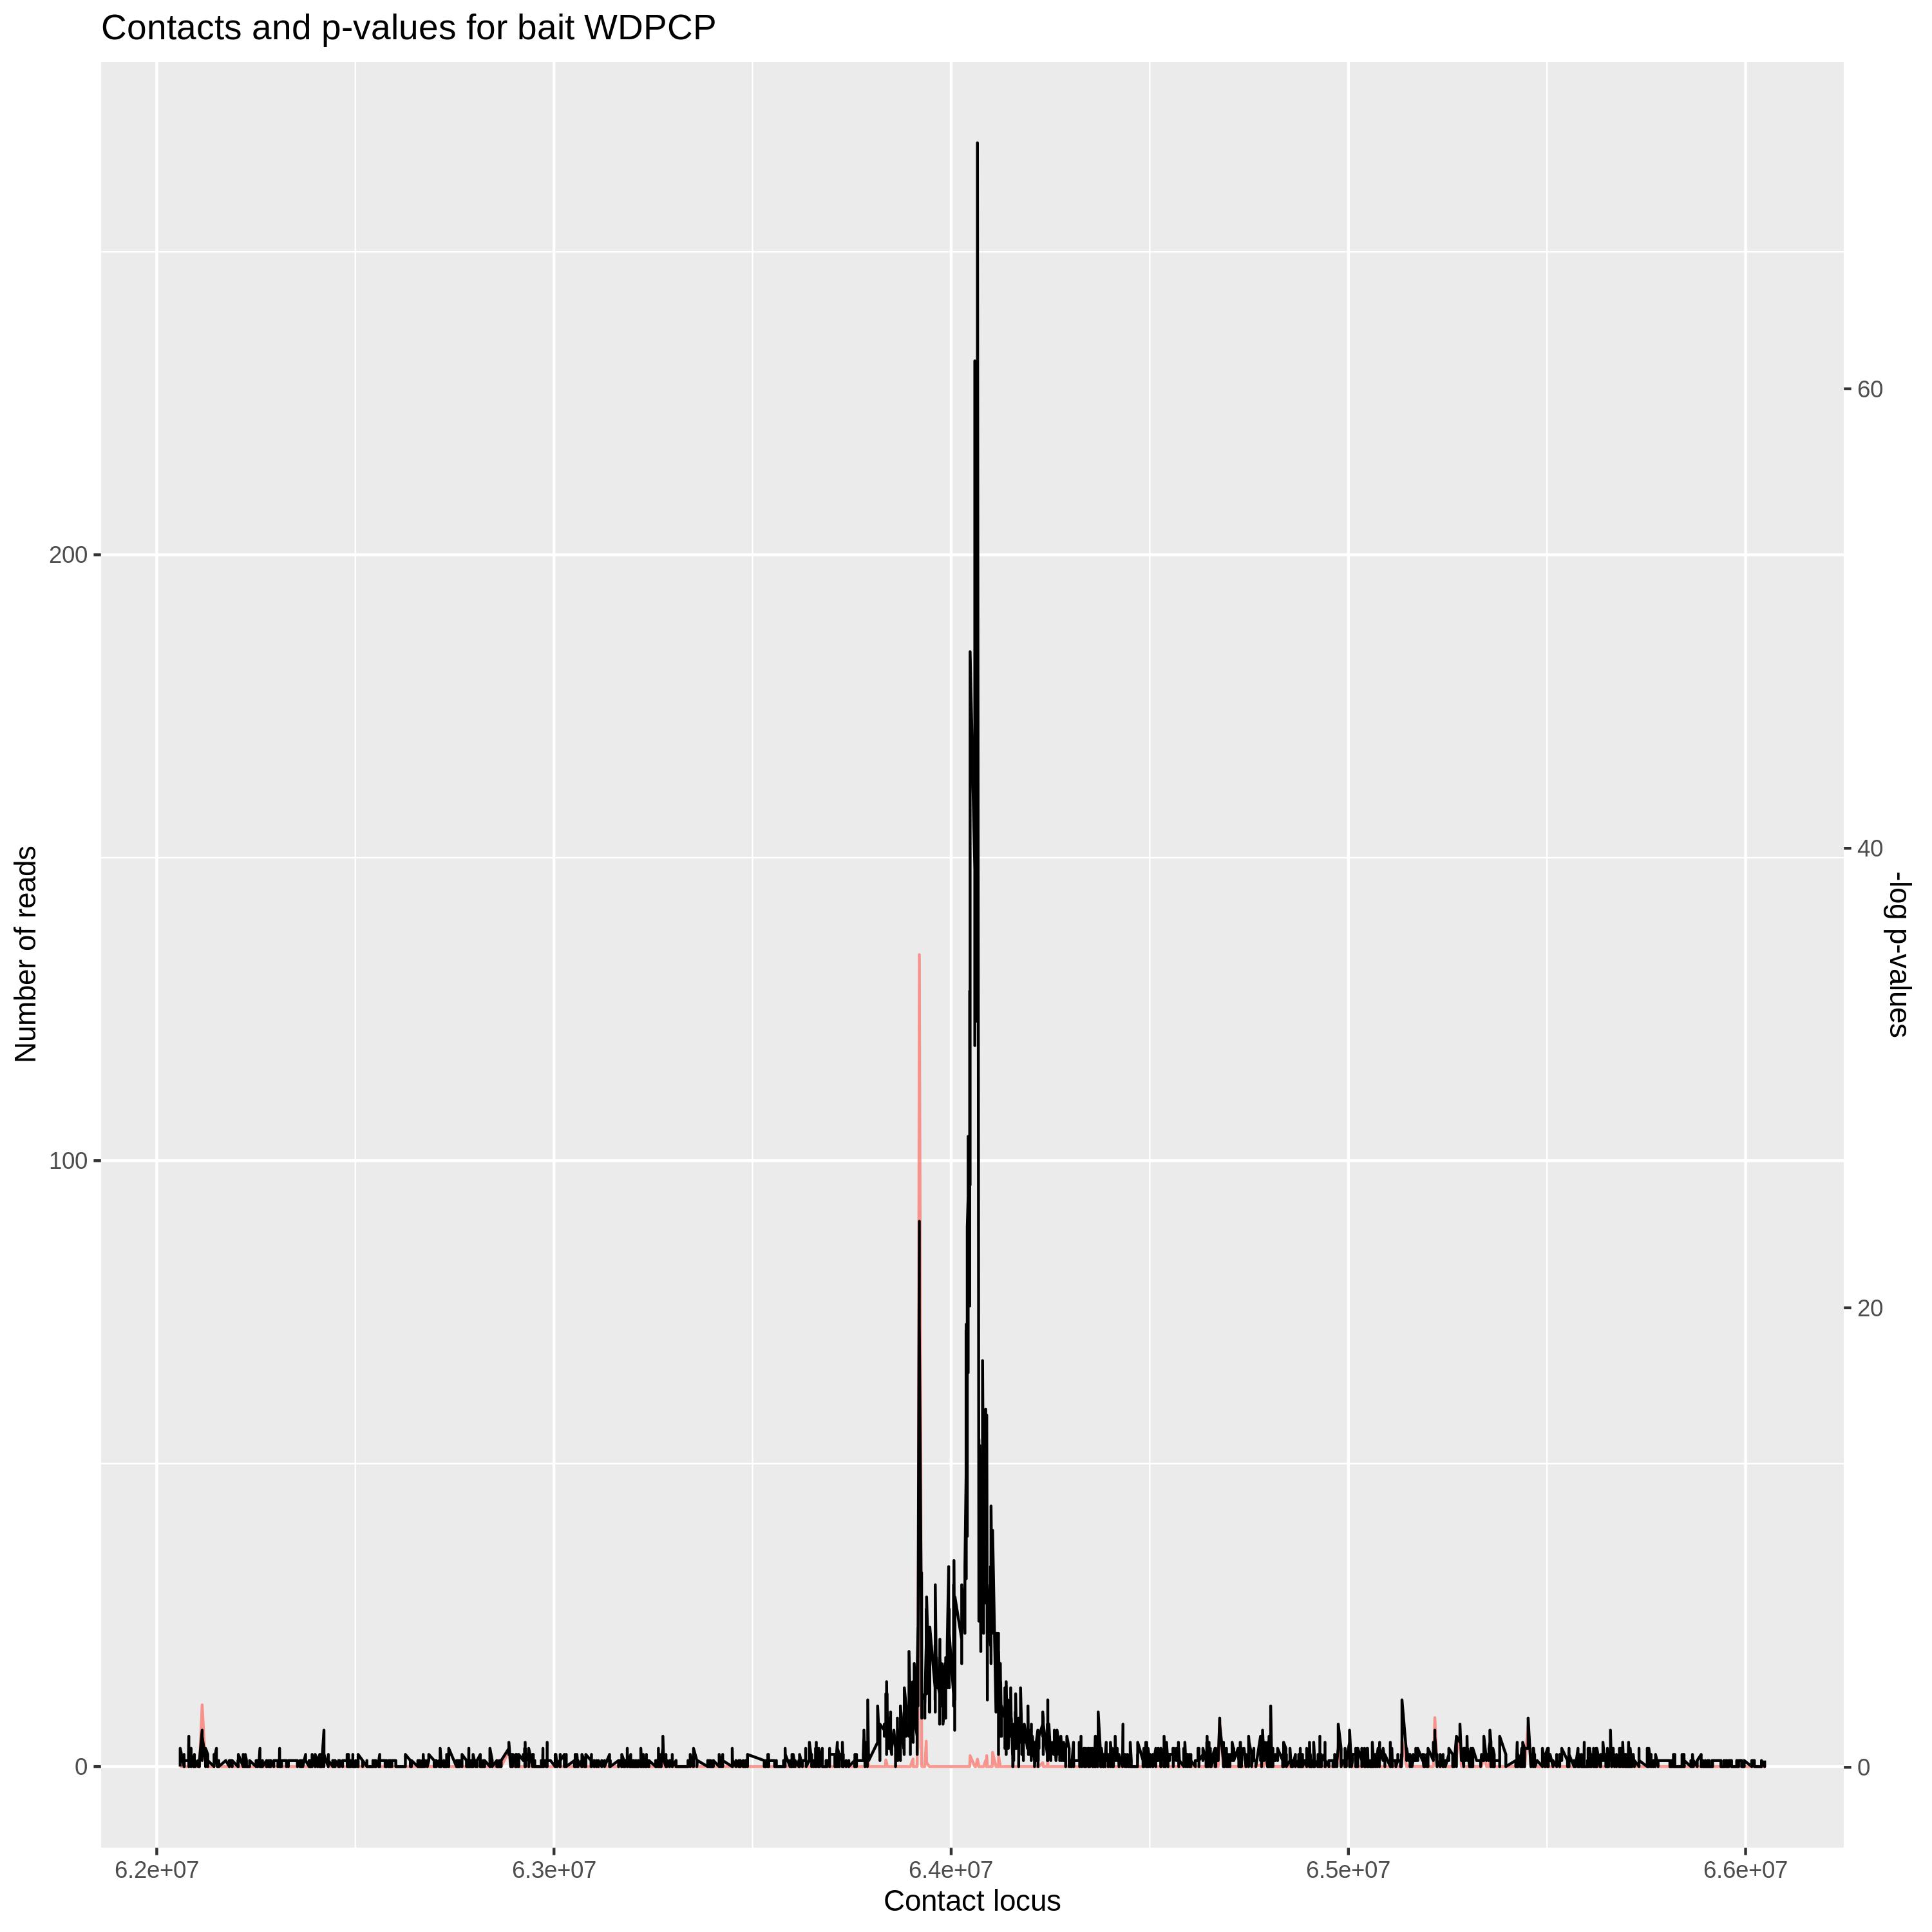 Contacts and p-values for bait WDPCP
Number of reads
200
100
0
60
40
20
0
-log p-values
6.2e+07
6.3e+07
6.4e+07
6.5e+07
6.6e+07
Contact locus